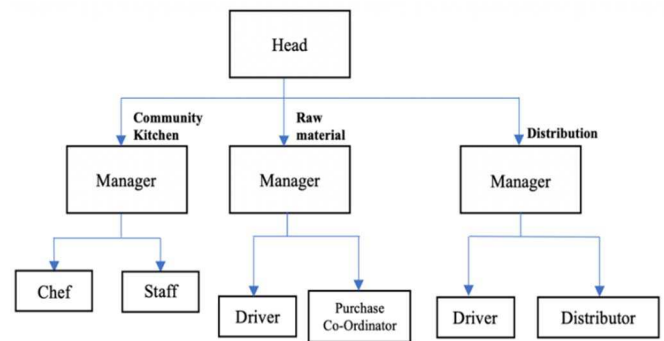 Head
Community
Kitchen
Raw
material
Distribution
Manager
Manager
Manager
Chef
Staff
Driver
Purchase
Co-Ordinator
Driver
Distributor